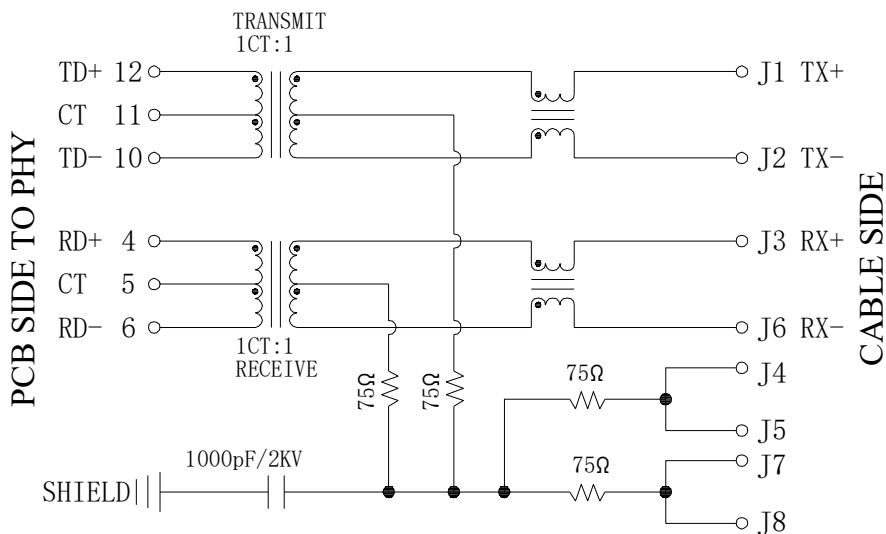 TRANSMIT
1CT:1
TD+ 12
J1 TX+
CT 11
TD- 10
J2 TX-
PCB SIDE TO PHY
CABLE SIDE
RD+ 4
J3 RX+
CT 5
RD- 6
J6 RX-
1CT:1
RECEIVE
75Ω
75Ω
75Ω
J4
J5
1000pF/2KV
75Ω
J7
SHIELD
J8